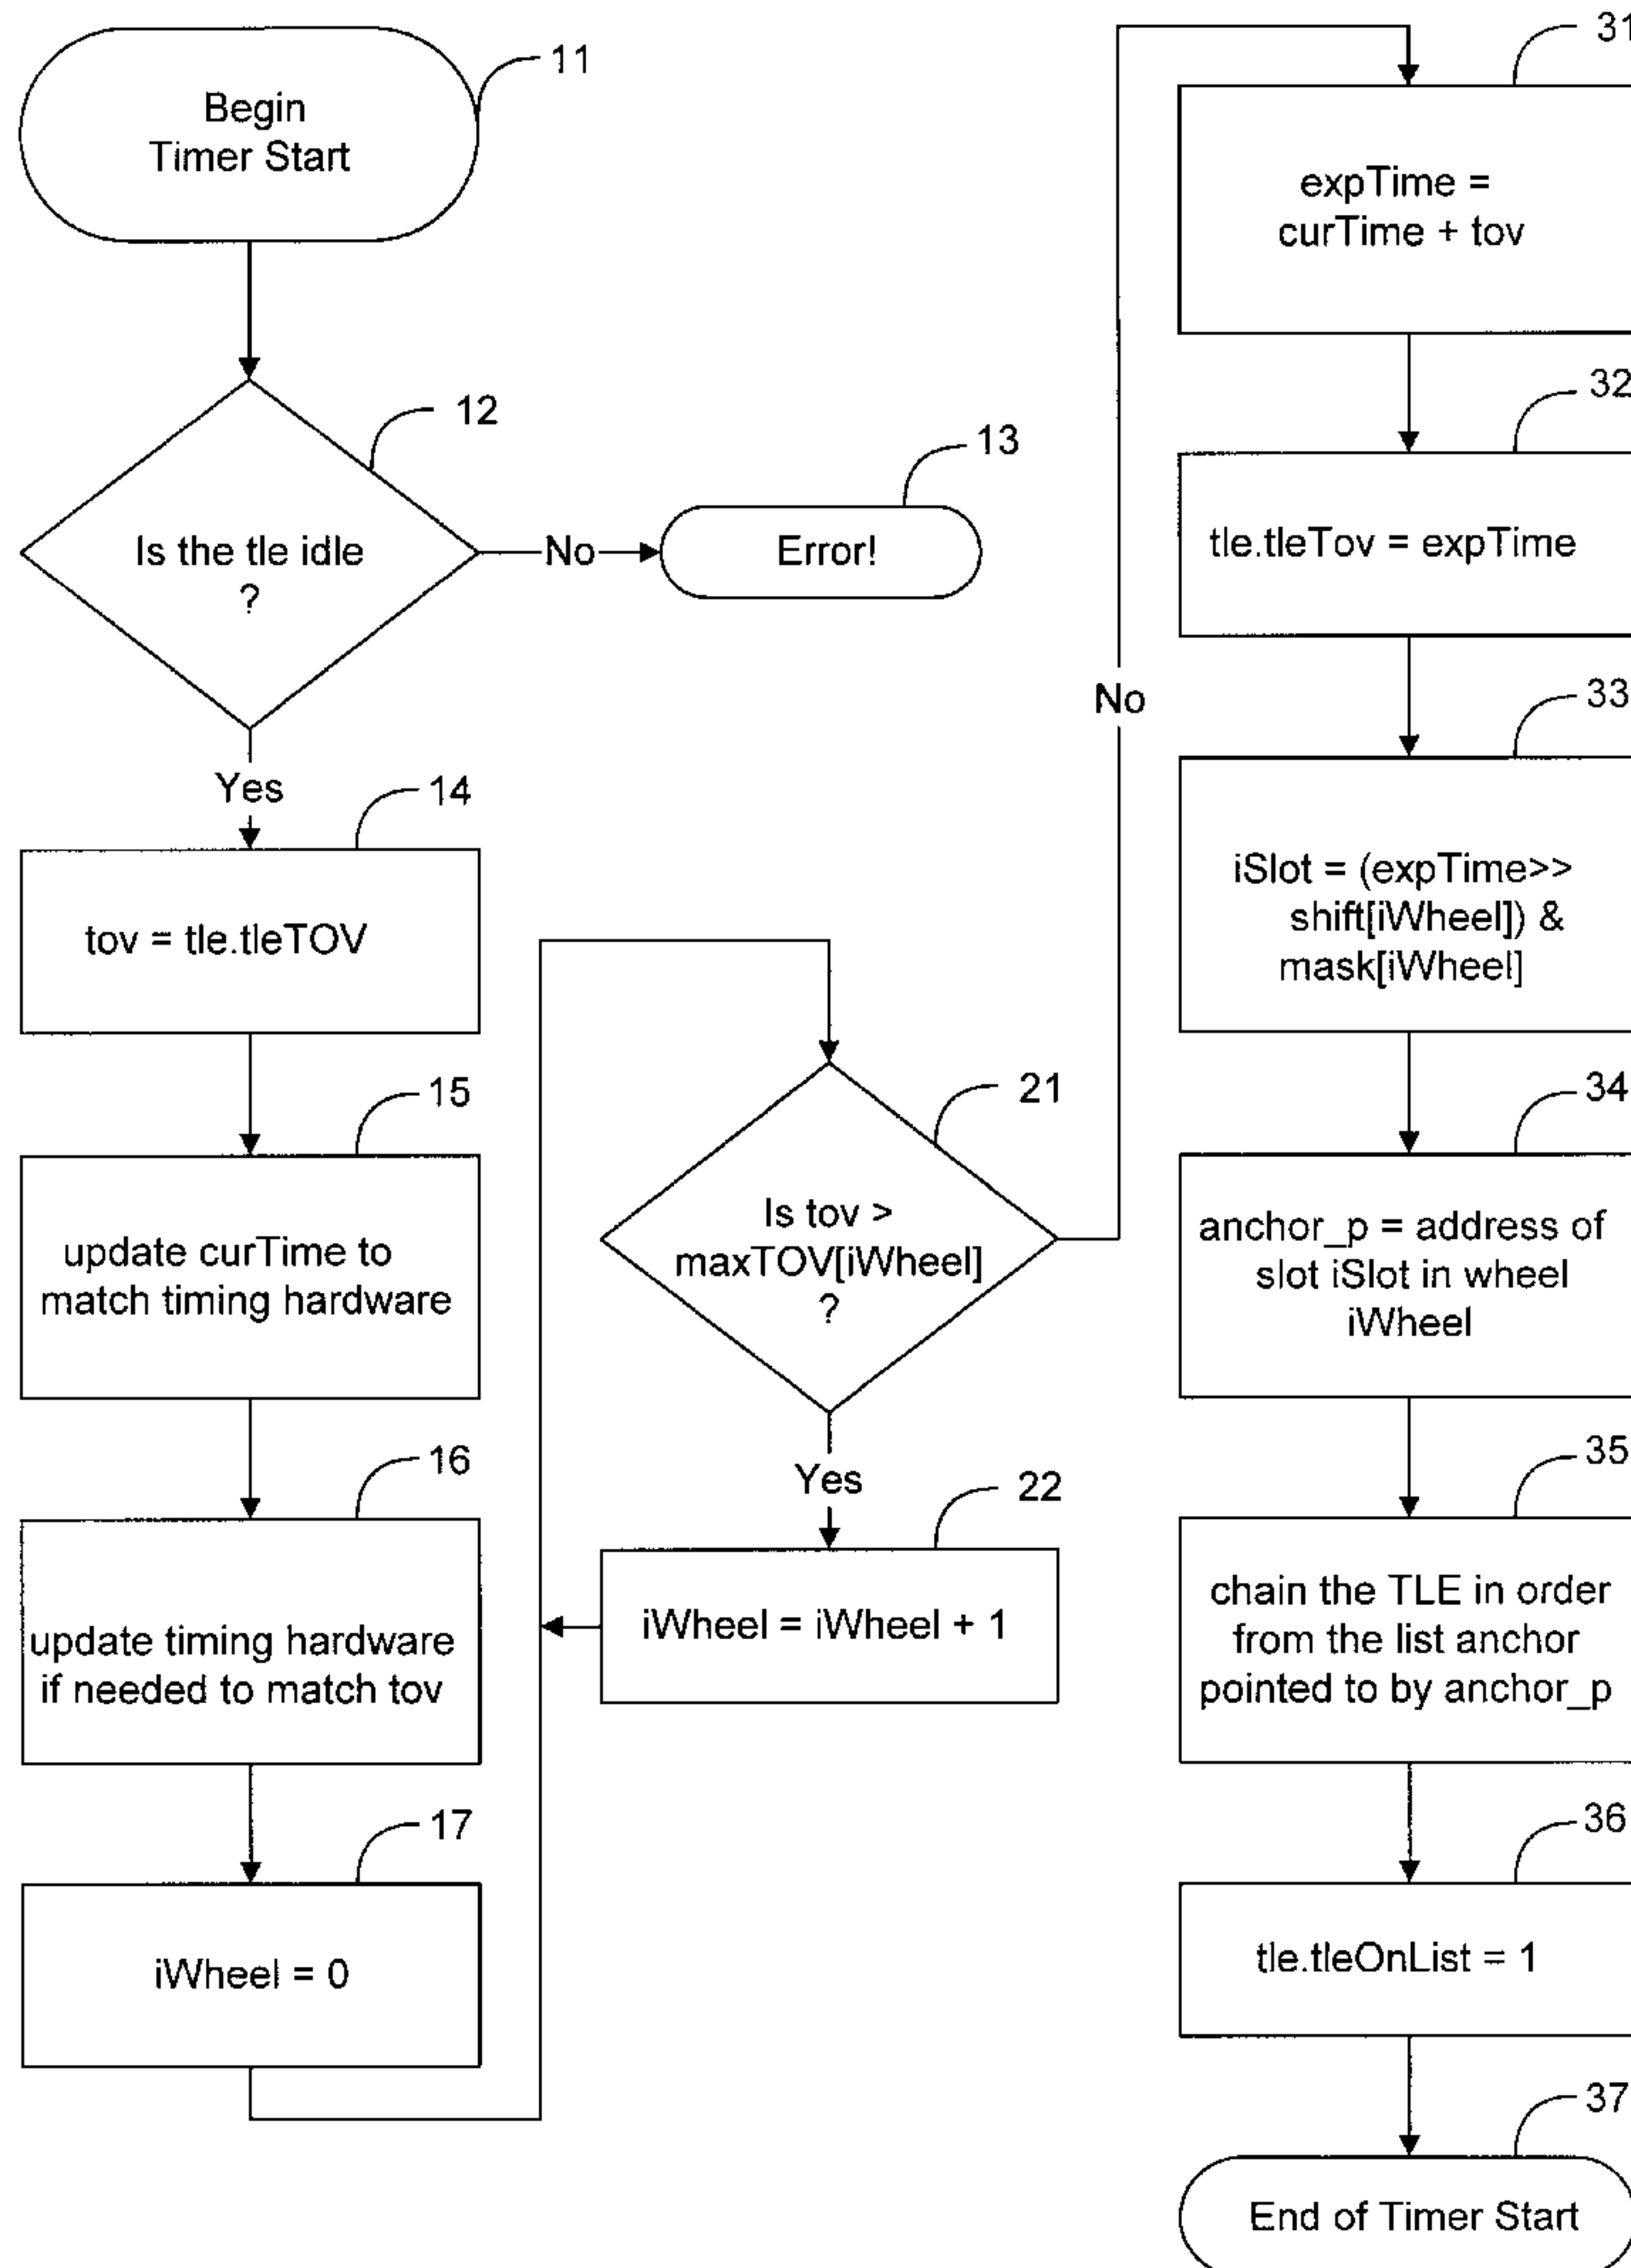 11
Begin
Timer Start
12
Is the tle idle
?
No
13
Error!
Yes
14
tov = tle.tleTOV
15
update curTime to
match timing hardware
16
update timing hardware
if needed to match tov
17
iWheel = 0
21
Is tov >
maxTOV[iWheel]
?
Yes
22
iWheel = iWheel + 1
No
31
expTime =
curTime + tov
32
tle.tleTov = expTime
33
iSlot = (expTime>>
shift[iWheel]) &
mask[iWheel]
34
anchor_p = address of
slot iSlot in wheel
iWheel
35
chain the TLE in order
from the list anchor
pointed to by anchor_p
36
tle.tleOnList = 1
37
End of Timer Start